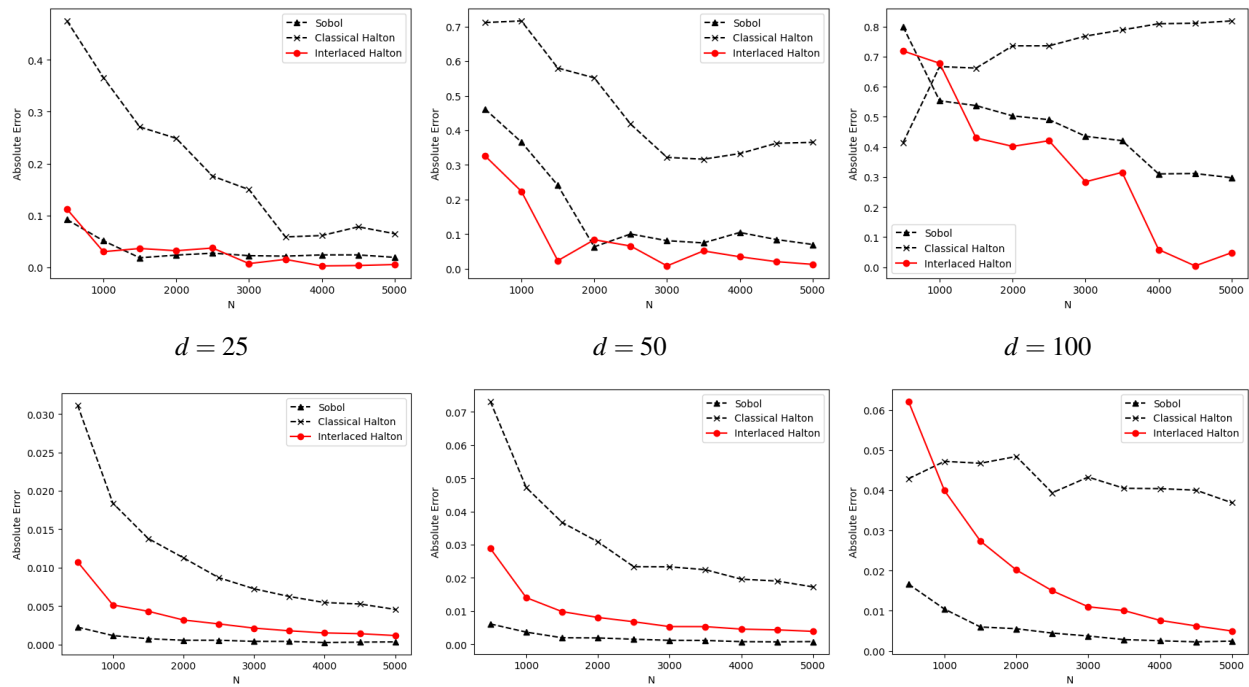 Absolute Error
0.4
0.3
0.2
0.1
0.0
1000 2000 3000 4000 5000
N
Sobol
Classical Halton
Interlaced Halton
Absolute Error
0.7
0.6
0.5
0.4
0.3
0.2
0.1
0.0
1000 2000 3000 4000 5000
N
Sobol
Classical Halton
Interlaced Halton
Absolute Error
0.8
0.7
0.6
0.5
0.4
0.3
0.2
0.1
0.0
1000 2000 3000 4000 5000
N
Sobol
Classical Halton
Interlaced Halton
d = 25
d = 50
d = 100
Absolute Error
0.030
0.025
0.020
0.015
0.010
0.005
0.000
1000 2000 3000 4000 5000
N
Sobol
Classical Halton
Interlaced Halton
Absolute Error
0.07
0.06
0.05
0.04
0.03
0.02
0.01
0.00
1000 2000 3000 4000 5000
N
Sobol
Classical Halton
Interlaced Halton
Absolute Error
0.06
0.05
0.04
0.03
0.02
0.01
0.00
1000 2000 3000 4000 5000
N
Sobol
Classical Halton
Interlaced Halton